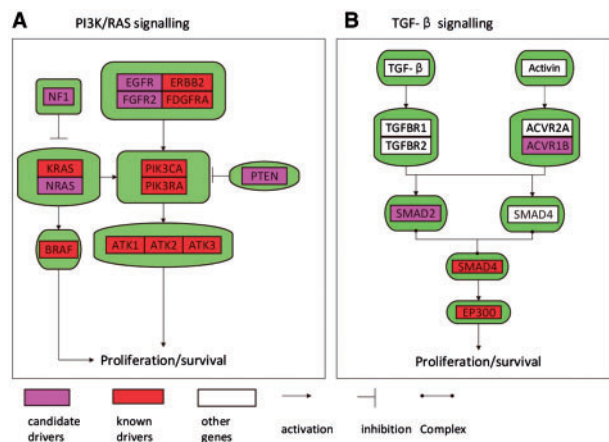 A PI3K/RAS signalling
NF1
EGFR ERBB2
FGFR2 FDGFRA
KRAS
NRAS
PIK3CA
PIK3RA
PTEN
BRAF
ATK1 ATK2 ATK3
Proliferation/survival
B TGF- β signalling
TGF- β
Activin
TGFBR1
TGFBR2
ACVR2A
ACVR1B
SMAD2
SMAD4
SMAD4
EP300
Proliferation/survival
candidate
drivers
known
drivers
other
genes
activation
inhibition
Complex